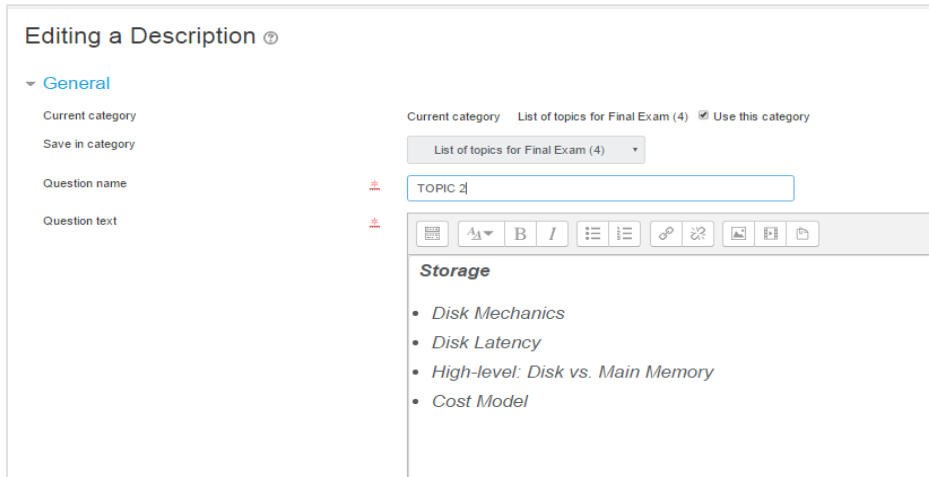 Editing a Description
General
Current category Current category List of topics for Final Exam (4) Use this category
Save in category List of topics for Final Exam (4)
Question name TOPIC 2
Question text
B I
Storage
• Disk Mechanics
• Disk Latency
• High-level: Disk vs. Main Memory
• Cost Model